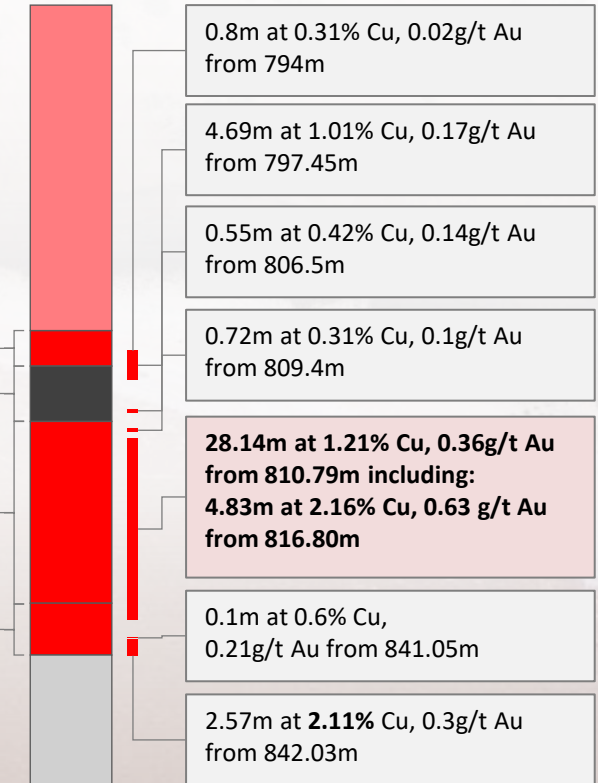 0.8m at 0.31% Cu, 0.02g/t Au
from 794m
4.69m at 1.01% Cu, 0.17g/t Au
from 797.45m
0.55m at 0.42% Cu, 0.14g/t Au
from 806.5m
0.72m at 0.31% Cu, 0.1g/t Au
from 809.4m
28.14m at 1.21% Cu, 0.36g/t Au
from 810.79m including:
4.83m at 2.16% Cu, 0.63 g/t Au
from 816.80m
0.1m at 0.6% Cu,
0.21g/t Au from 841.05m
2.57m at 2.11% Cu, 0.3g/t Au
from 842.03m